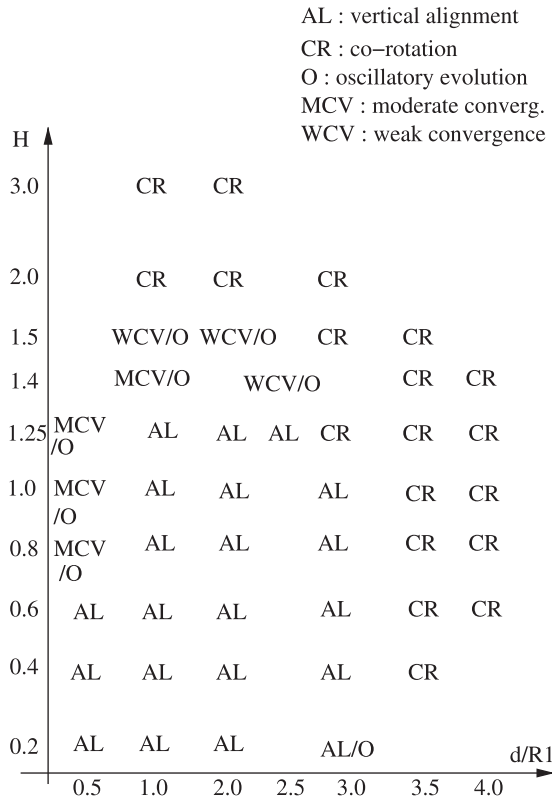 AL : vertical alignment
CR : co−rotation
O : oscillatory evolution
MCV : moderate converg.
WCV : weak convergence
H
3.0 CR CR
2.0 CR CR CR
1.5 WCV/O WCV/O CR CR
1.4 MCV/O WCV/O CR CR
1.25 MCV /O AL AL AL CR CR CR
1.0 MCV /O AL AL AL CR CR
0.8 MCV /O AL AL AL CR CR
0.6 AL AL AL AL CR CR
0.4 AL AL AL AL CR
0.2 AL AL AL AL/O d/R1
0.5 1.0 2.0 2.5 3.0 3.5 4.0